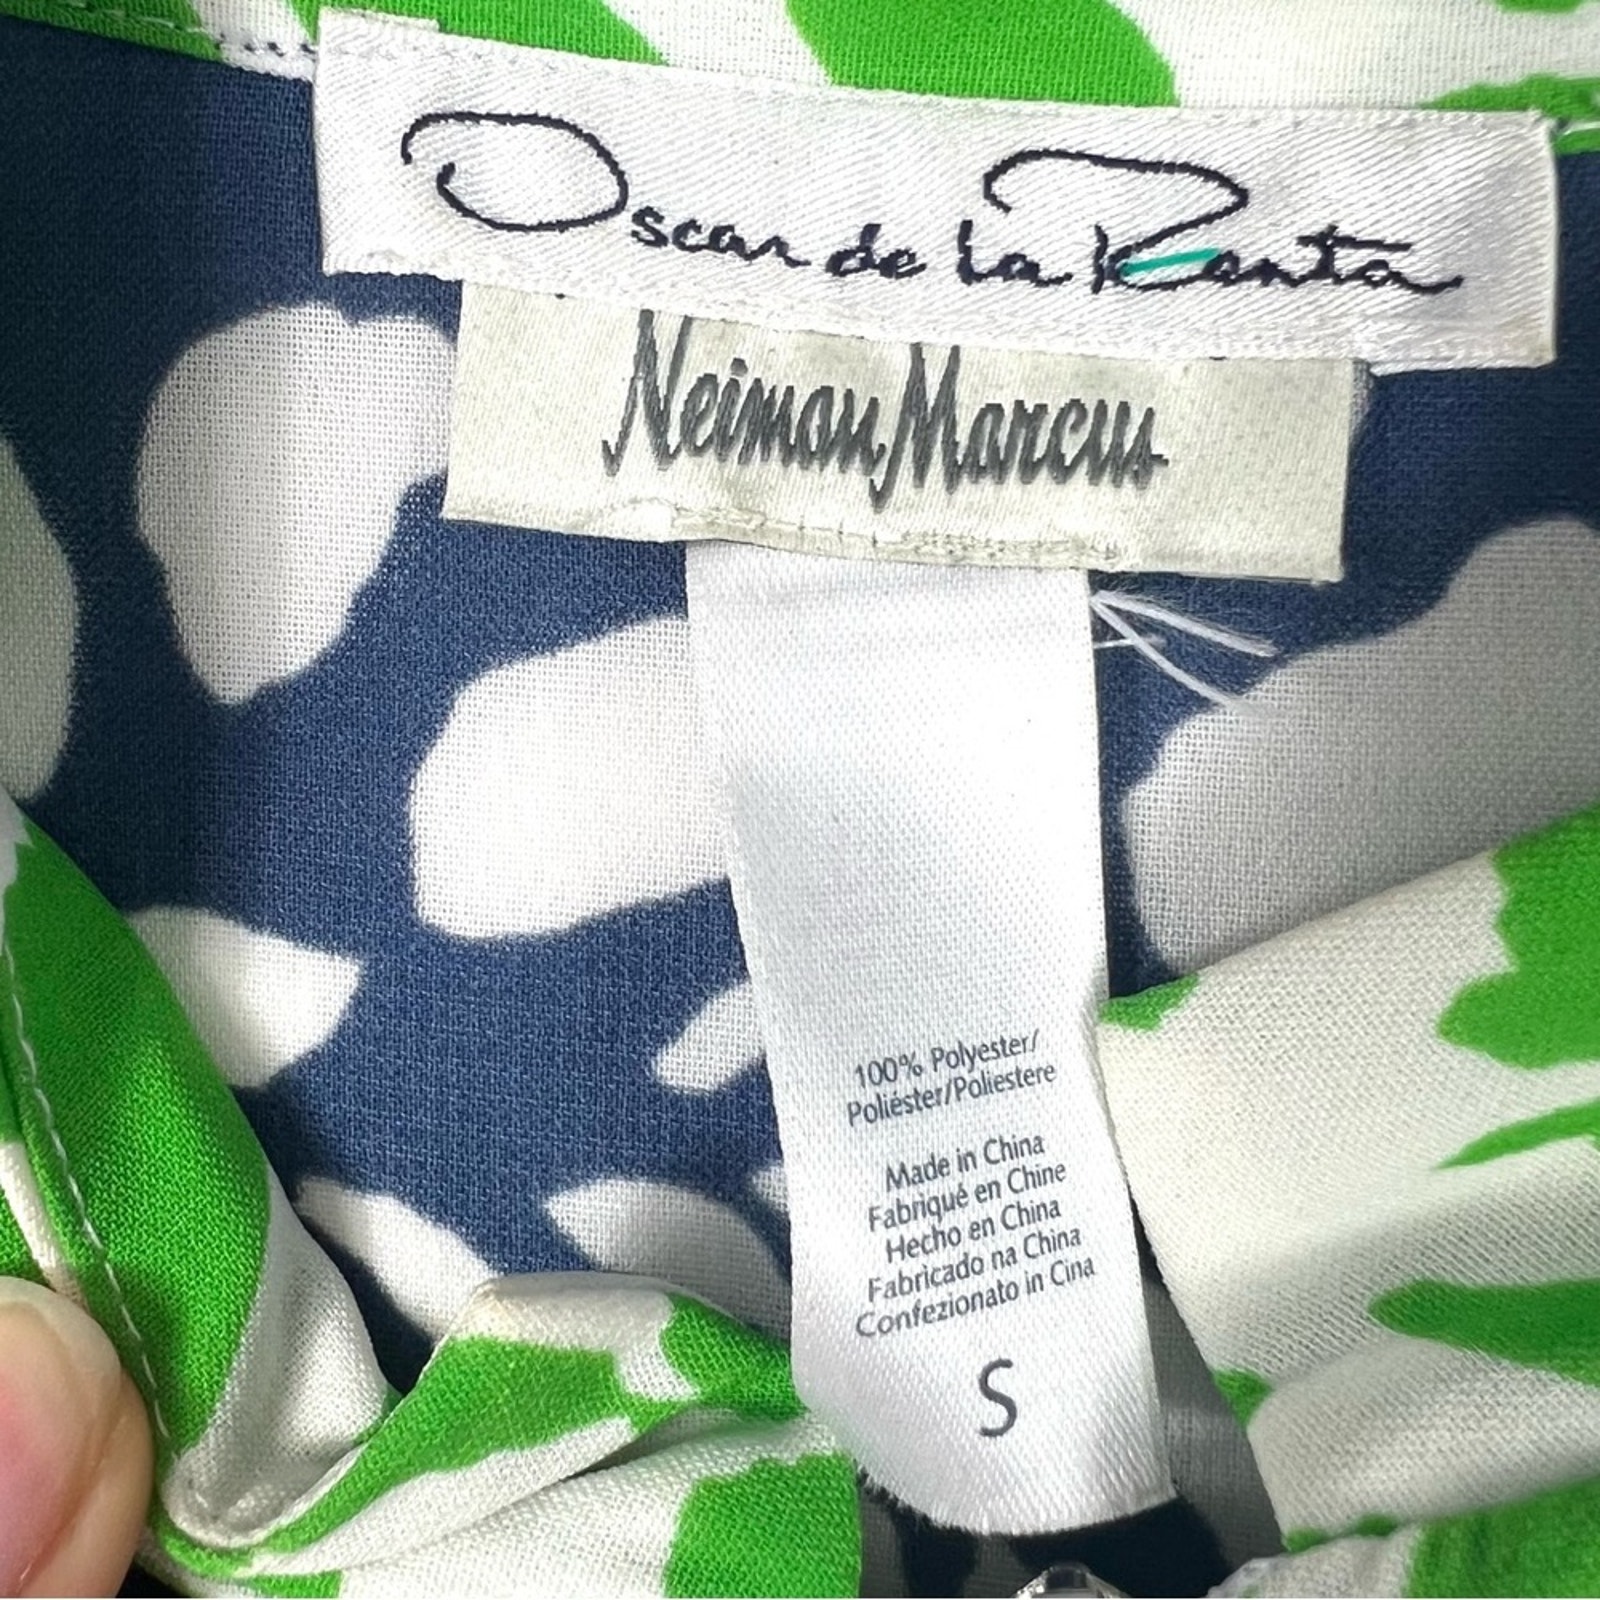 Oscar de la Renta
Neiman Marcus
100% Polyester/
Poliéster/Poliestere
Made in China
Fabriqué en Chine
Hecho en China
Fabricado na China
Confezionato in Cina
S